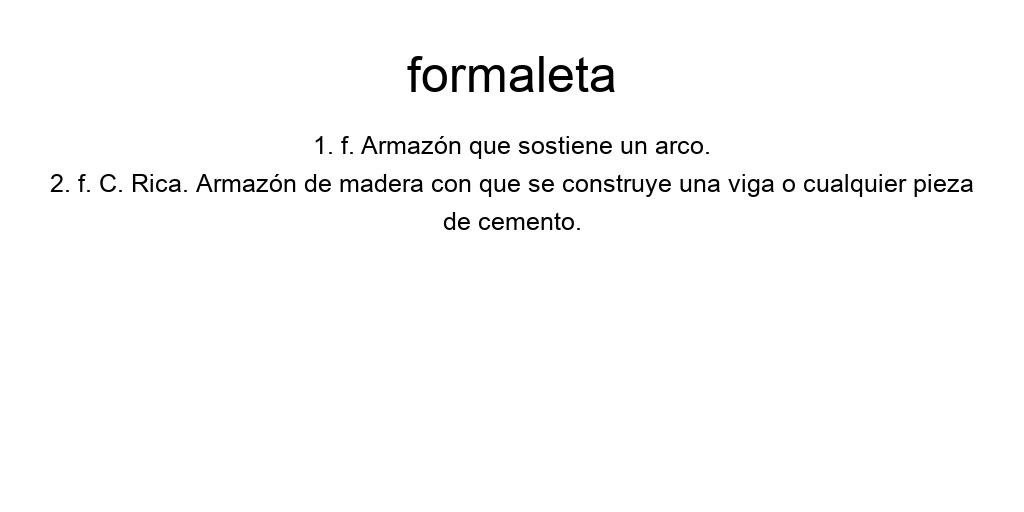 formaleta
1. f. Armazón que sostiene un arco.
2. f. C. Rica. Armazón de madera con que se construye una viga o cualquier pieza
de cemento.